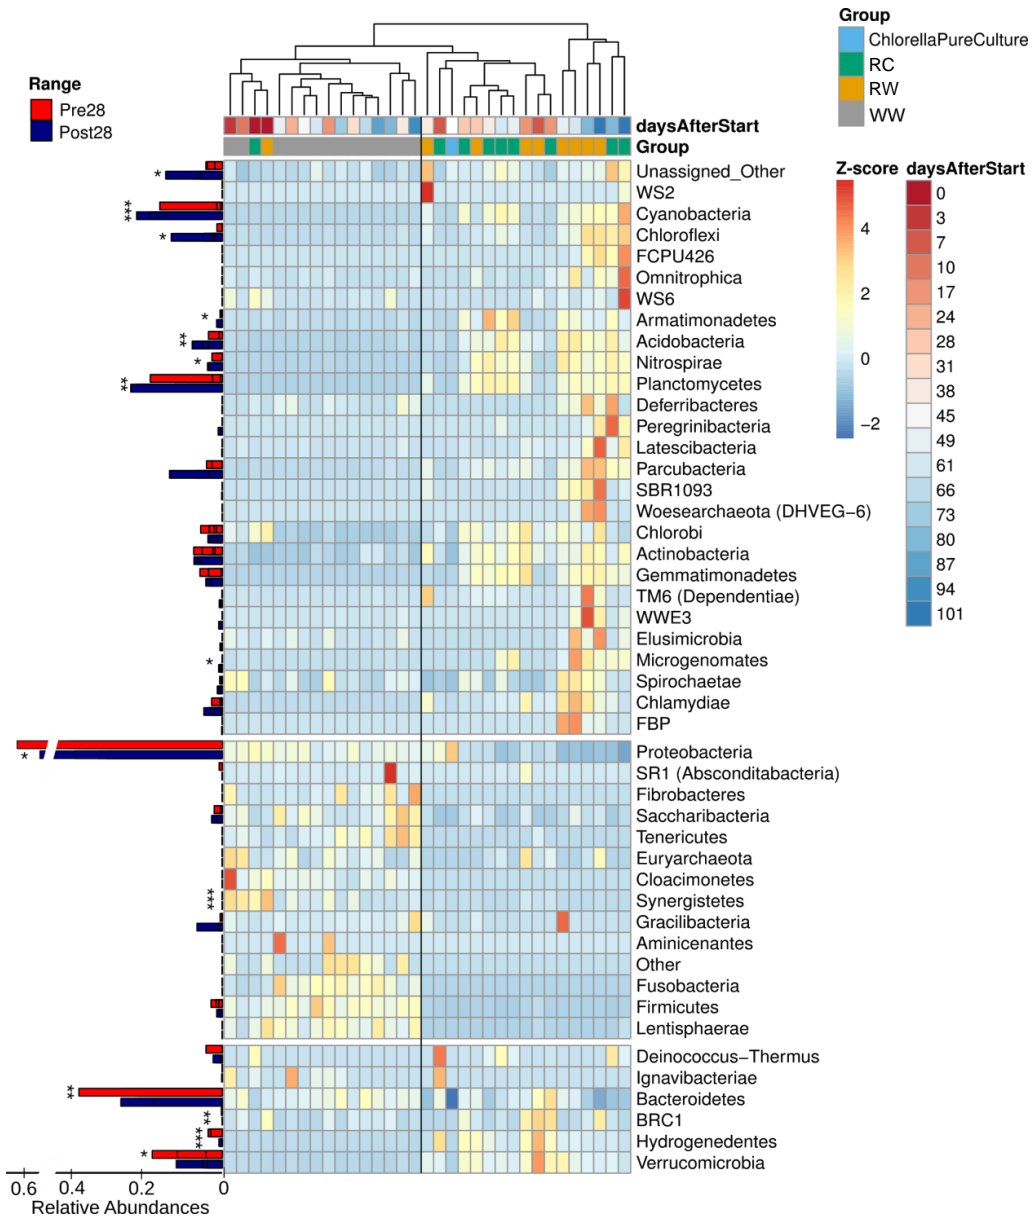 Group
ChlorellaPureCulture
RC
RW
WW
Range
Pre28
Post28
daysAfterStart
Group
Z-score
4
2
0
−2
daysAfterStart
0
3
7
10
17
24
28
31
38
45
49
61
66
73
80
87
94
101
* Unassigned_Other
WS2
*** Cyanobacteria
* Chloroflexi
FCPU426
Omnitrophica
WS6
* Armatimonadetes
** Acidobacteria
* Nitrospirae
** Planctomycetes
Deferribacteres
Peregrinibacteria
Latescibacteria
Parcubacteria
SBR1093
Woesearchaeota (DHVEG−6)
Chlorobi
Actinobacteria
Gemmatimonadetes
TM6 (Dependentiae)
WWE3
Elusimicrobia
* Microgenomates
Spirochaetae
Chlamydiae
FBP
* Proteobacteria
SR1 (Absconditabacteria)
Fibrobacteres
Saccharibacteria
Tenericutes
Euryarchaeota
Cloacimonetes
*** Synergistetes
Gracilibacteria
Aminicenantes
Other
Fusobacteria
Firmicutes
Lentisphaerae
Deinococcus−Thermus
Ignavibacteriae
** Bacteroidetes
** BRC1
*** Hydrogenedentes
* Verrucomicrobia
0.6 0.4 0.2 0
Relative Abundances